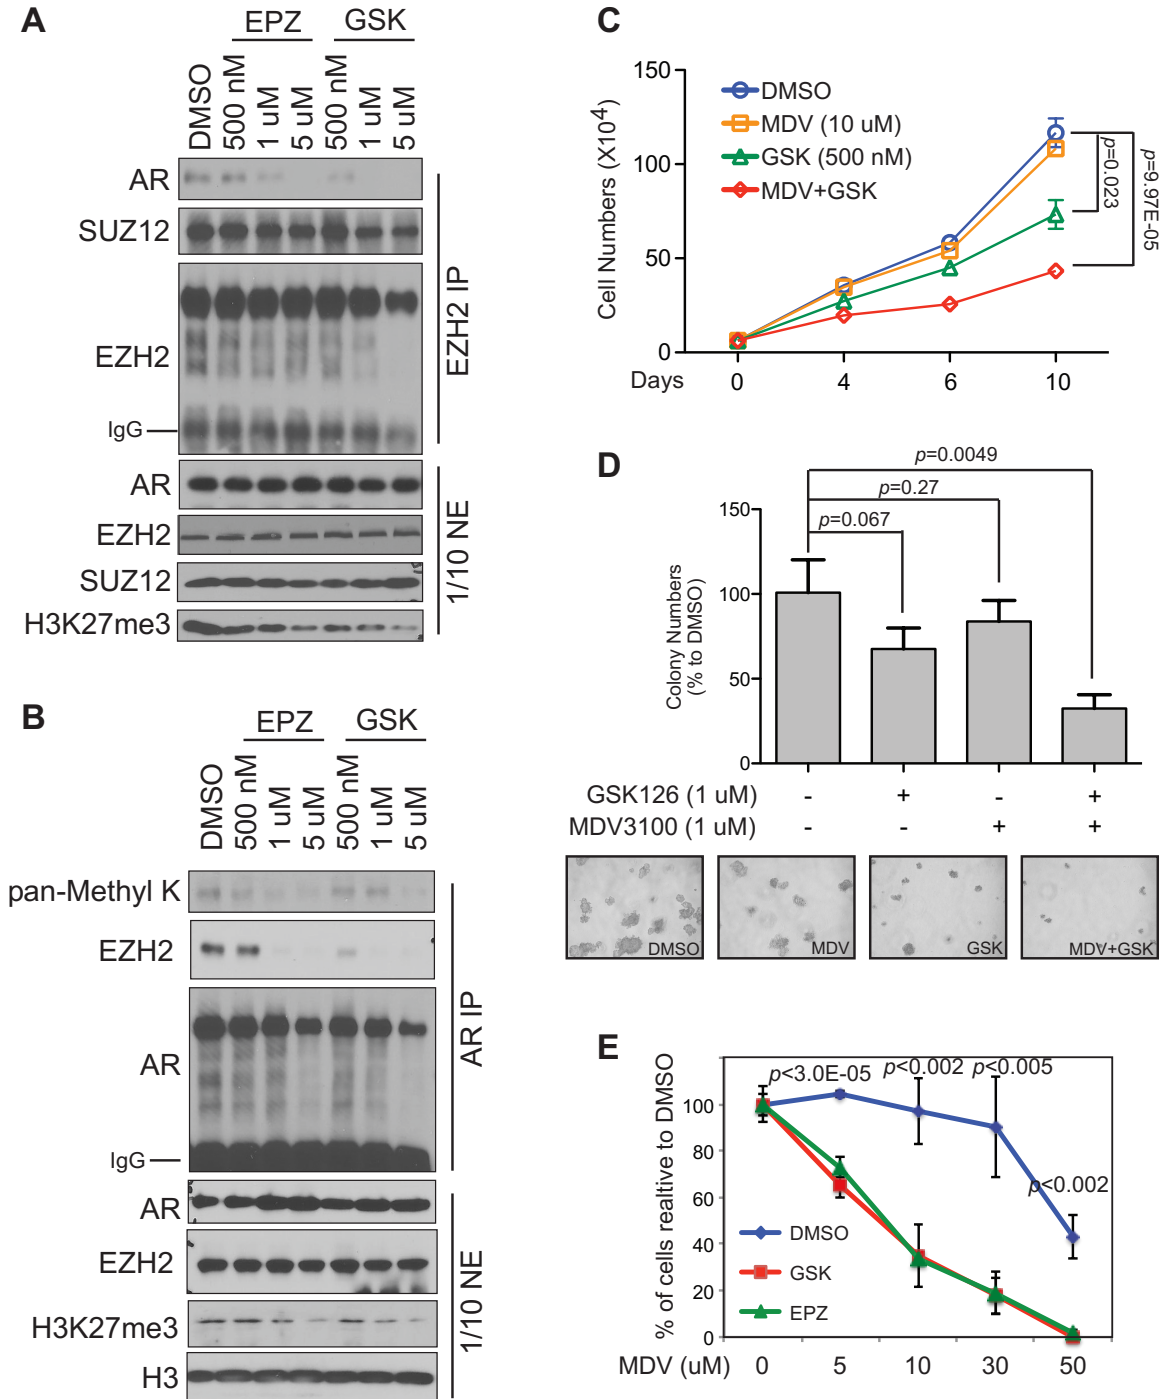 A
EPZ GSK
DMSO
500 nM
1 uM
5 uM
500 nM
1 uM
5 uM
AR
SUZ12
EZH2
IgG
EZH2 IP
AR
EZH2
SUZ12
H3K27me3
1/10 NE
B
EPZ GSK
DMSO
500 nM
1 uM
5 uM
500 nM
1 uM
5 uM
pan-Methyl K
EZH2
AR
IgG
AR IP
AR
EZH2
H3K27me3
H3
1/10 NE
C
Cell Numbers (X10⁴)
150
100
50
0
DMSO
MDV (10 uM)
GSK (500 nM)
MDV+GSK
p=0.023
p=9.97E-05
Days 0 4 6 10
D
p=0.0049
p=0.27
p=0.067
Colony Numbers
(% to DMSO)
150
100
50
0
GSK126 (1 uM) - + - +
MDV3100 (1 uM) - - + +
DMSO MDV GSK MDV+GSK
E
% of cells realtive to DMSO
p<3.0E-05 p<0.002 p<0.005
p<0.002
100
80
60
40
20
0
DMSO
GSK
EPZ
MDV (uM) 0 5 10 30 50